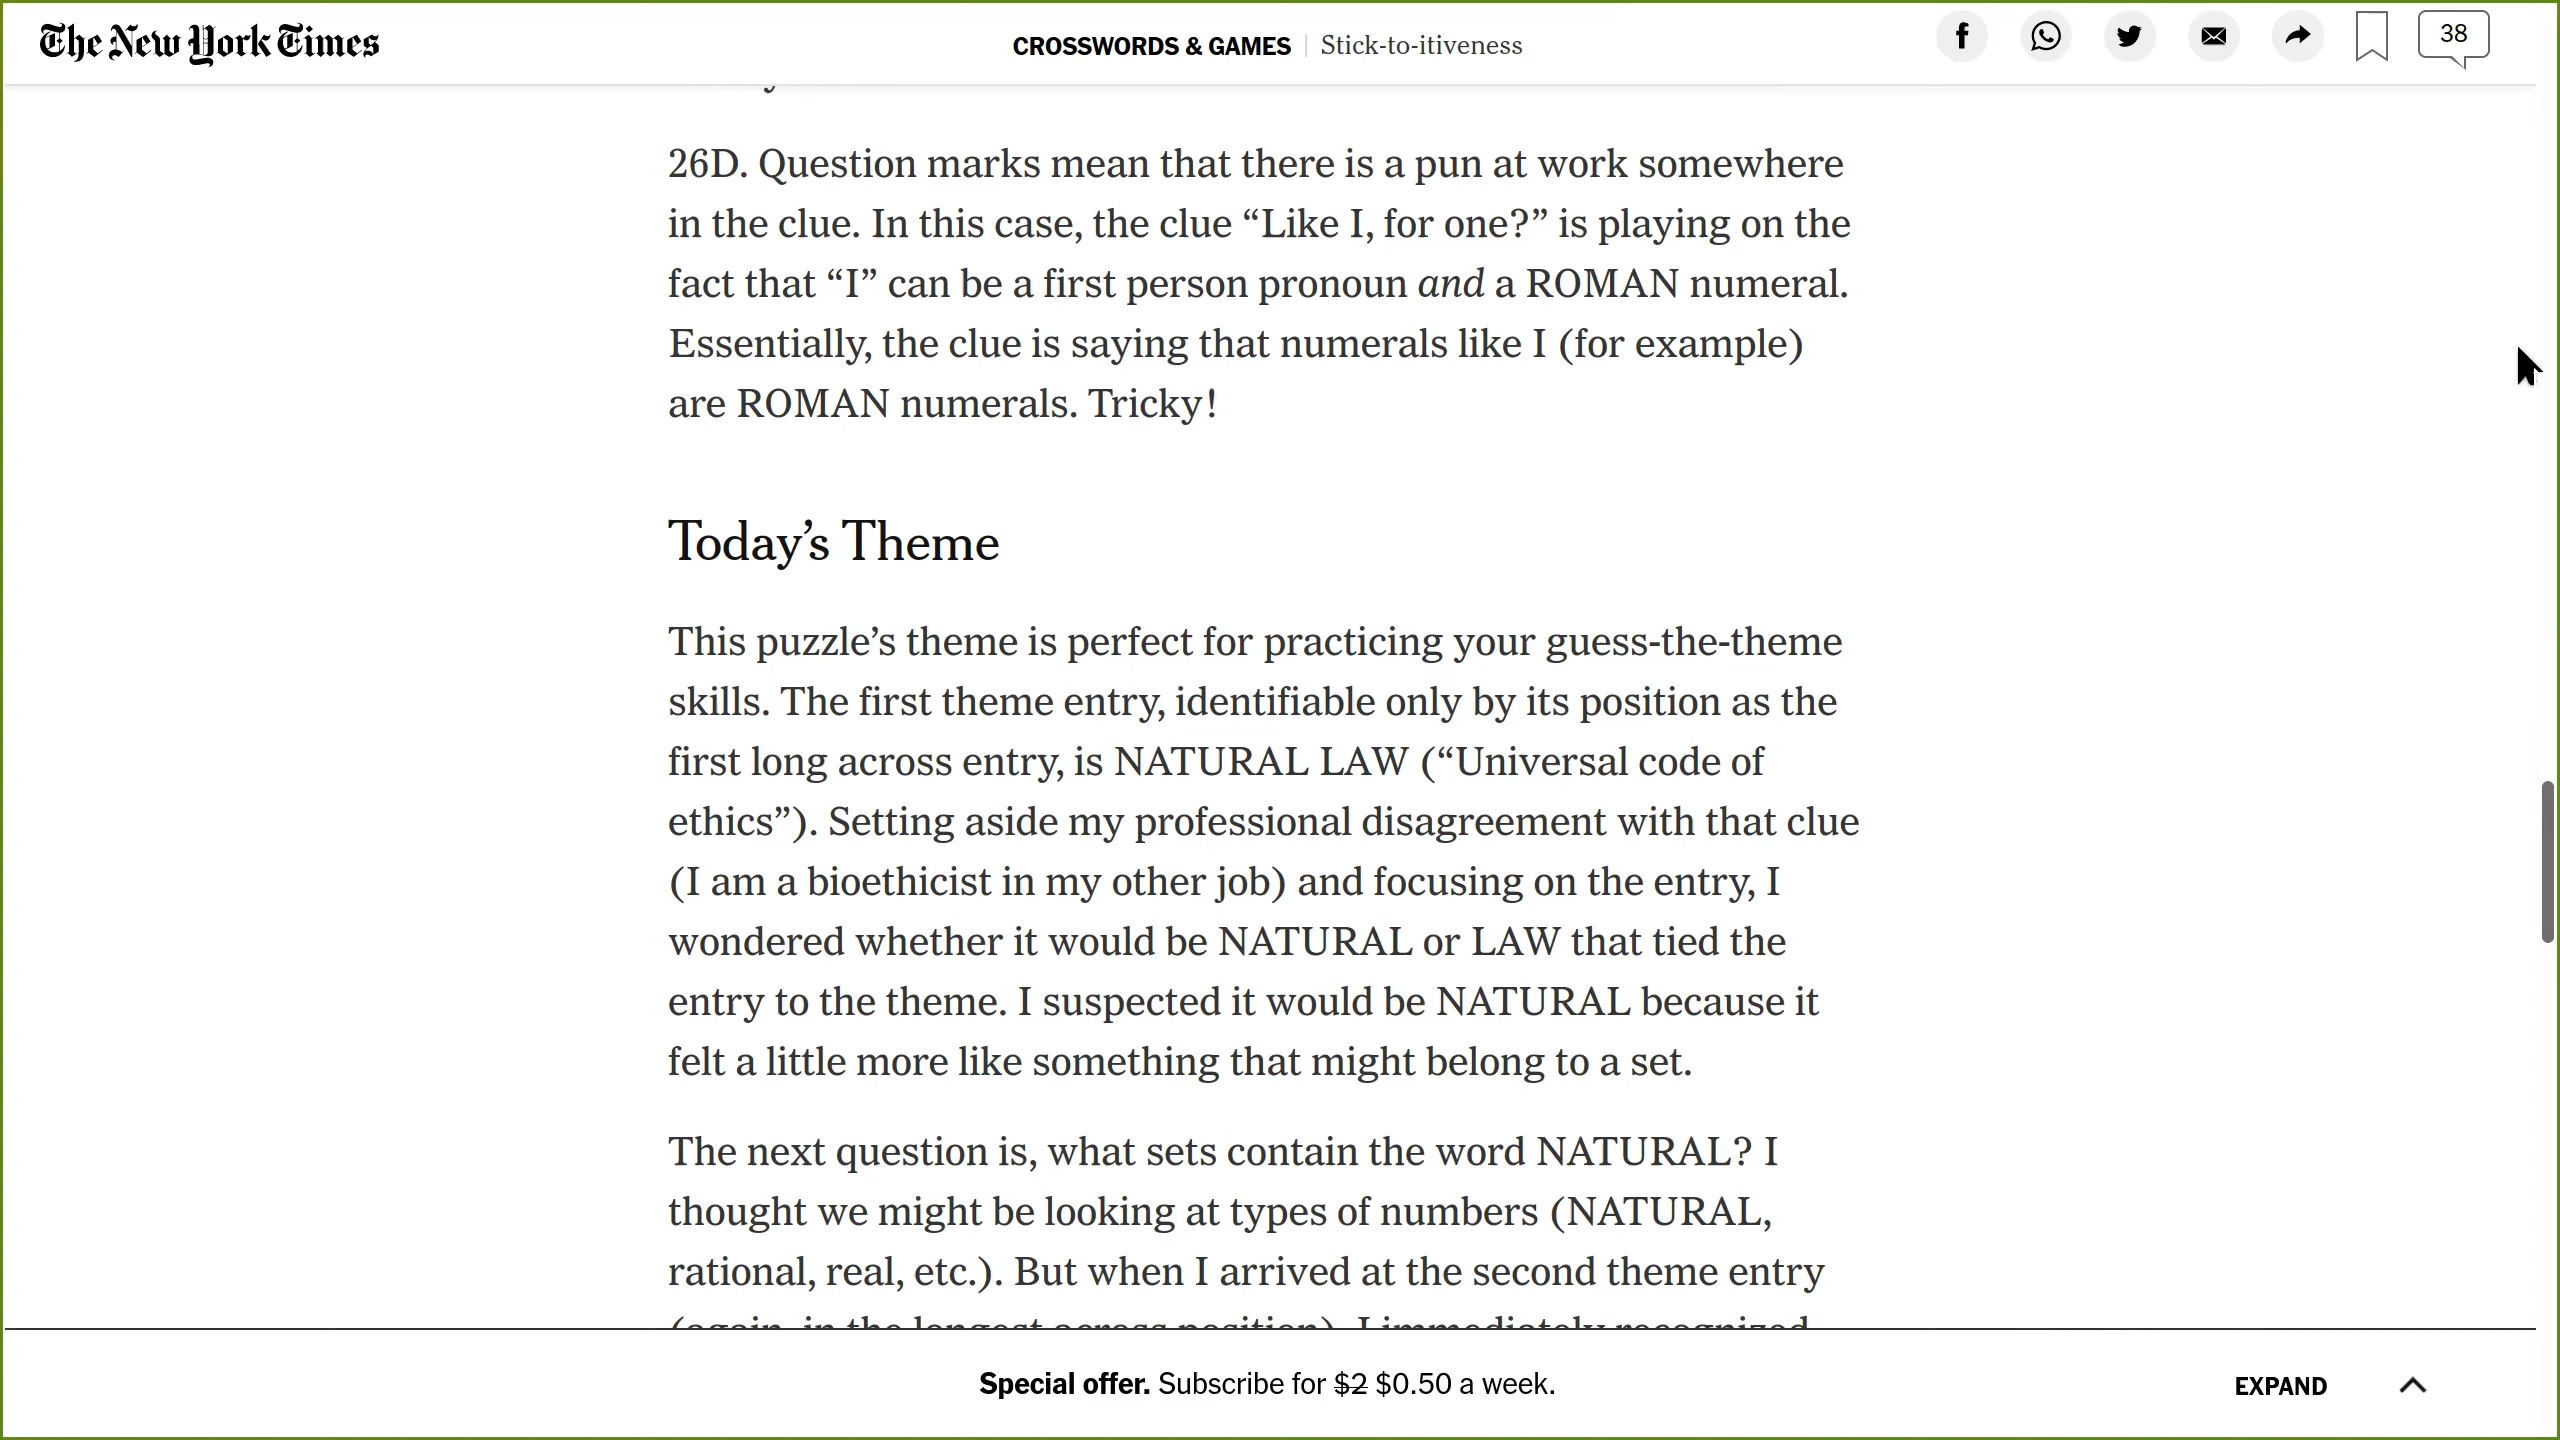 The New York Times
CROSSWORDS & GAMES | Stick-to-itiveness
38
26D. Question marks mean that there is a pun at work somewhere
in the clue. In this case, the clue “Like I, for one?” is playing on the
fact that “I” can be a first person pronoun and a ROMAN numeral.
Essentially, the clue is saying that numerals like I (for example)
are ROMAN numerals. Tricky!
Today’s Theme
This puzzle’s theme is perfect for practicing your guess-the-theme
skills. The first theme entry, identifiable only by its position as the
first long across entry, is NATURAL LAW (“Universal code of
ethics”). Setting aside my professional disagreement with that clue
(I am a bioethicist in my other job) and focusing on the entry, I
wondered whether it would be NATURAL or LAW that tied the
entry to the theme. I suspected it would be NATURAL because it
felt a little more like something that might belong to a set.
The next question is, what sets contain the word NATURAL? I
thought we might be looking at types of numbers (NATURAL,
rational, real, etc.). But when I arrived at the second theme entry
(again, in the longest across position), I immediately recognized
Special offer. Subscribe for $2 $0.50 a week.
EXPAND